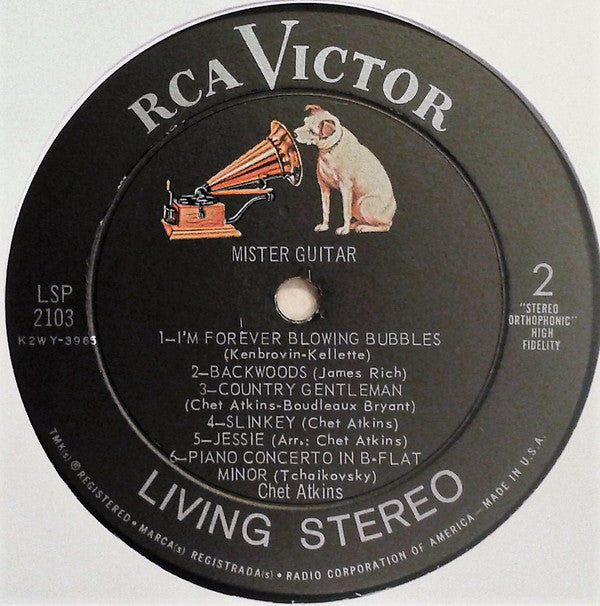 RCA VICTOR
MISTER GUITAR
LSP
2103
K2WY-3965
2
"STEREO
ORTHOPHONIC"
HIGH
FIDELITY
1—I'M FOREVER BLOWING BUBBLES
(Kenbrovin-Kellette)
2—BACKWOODS (James Rich)
3—COUNTRY GENTLEMAN
(Chet Atkins-Boudleaux Bryant)
4—SLINKEY (Chet Atkins)
5—JESSIE (Arr.: Chet Atkins)
6—PIANO CONCERTO IN B-FLAT
MINOR (Tchaikovsky)
Chet Atkins
LIVING STEREO
TMK(s) ® REGISTERED • MARCA(s) REGISTRADA(s) • RADIO CORPORATION OF AMERICA — MADE IN U.S.A.